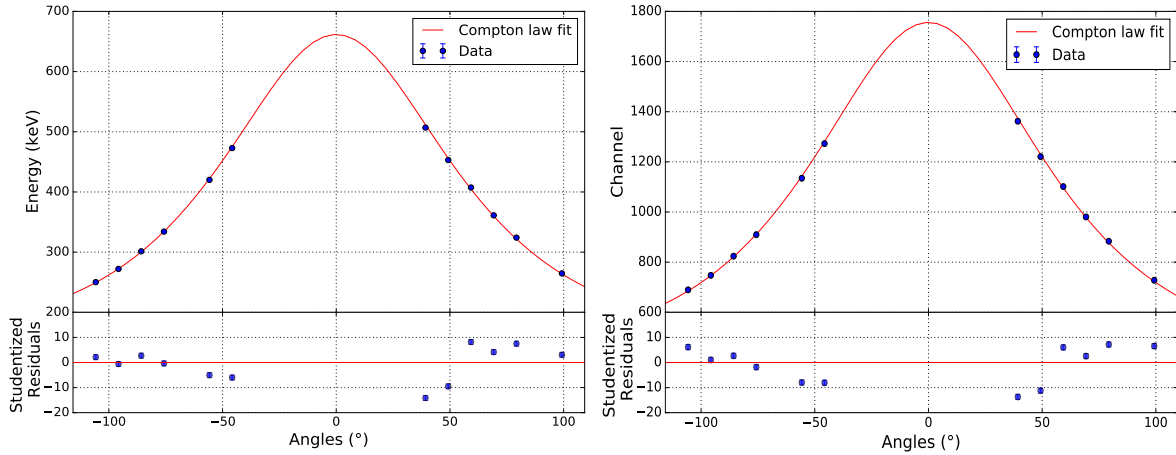 700
600
500
400
300
200
Energy (keV)
Compton law fit
Data
10
0
−10
−20
Studentized
Residuals
−100
−50
0
50
100
Angles (°)
1800
1600
1400
1200
1000
800
600
Channel
Compton law fit
Data
10
0
−10
−20
Studentized
Residuals
−100
−50
0
50
100
Angles (°)